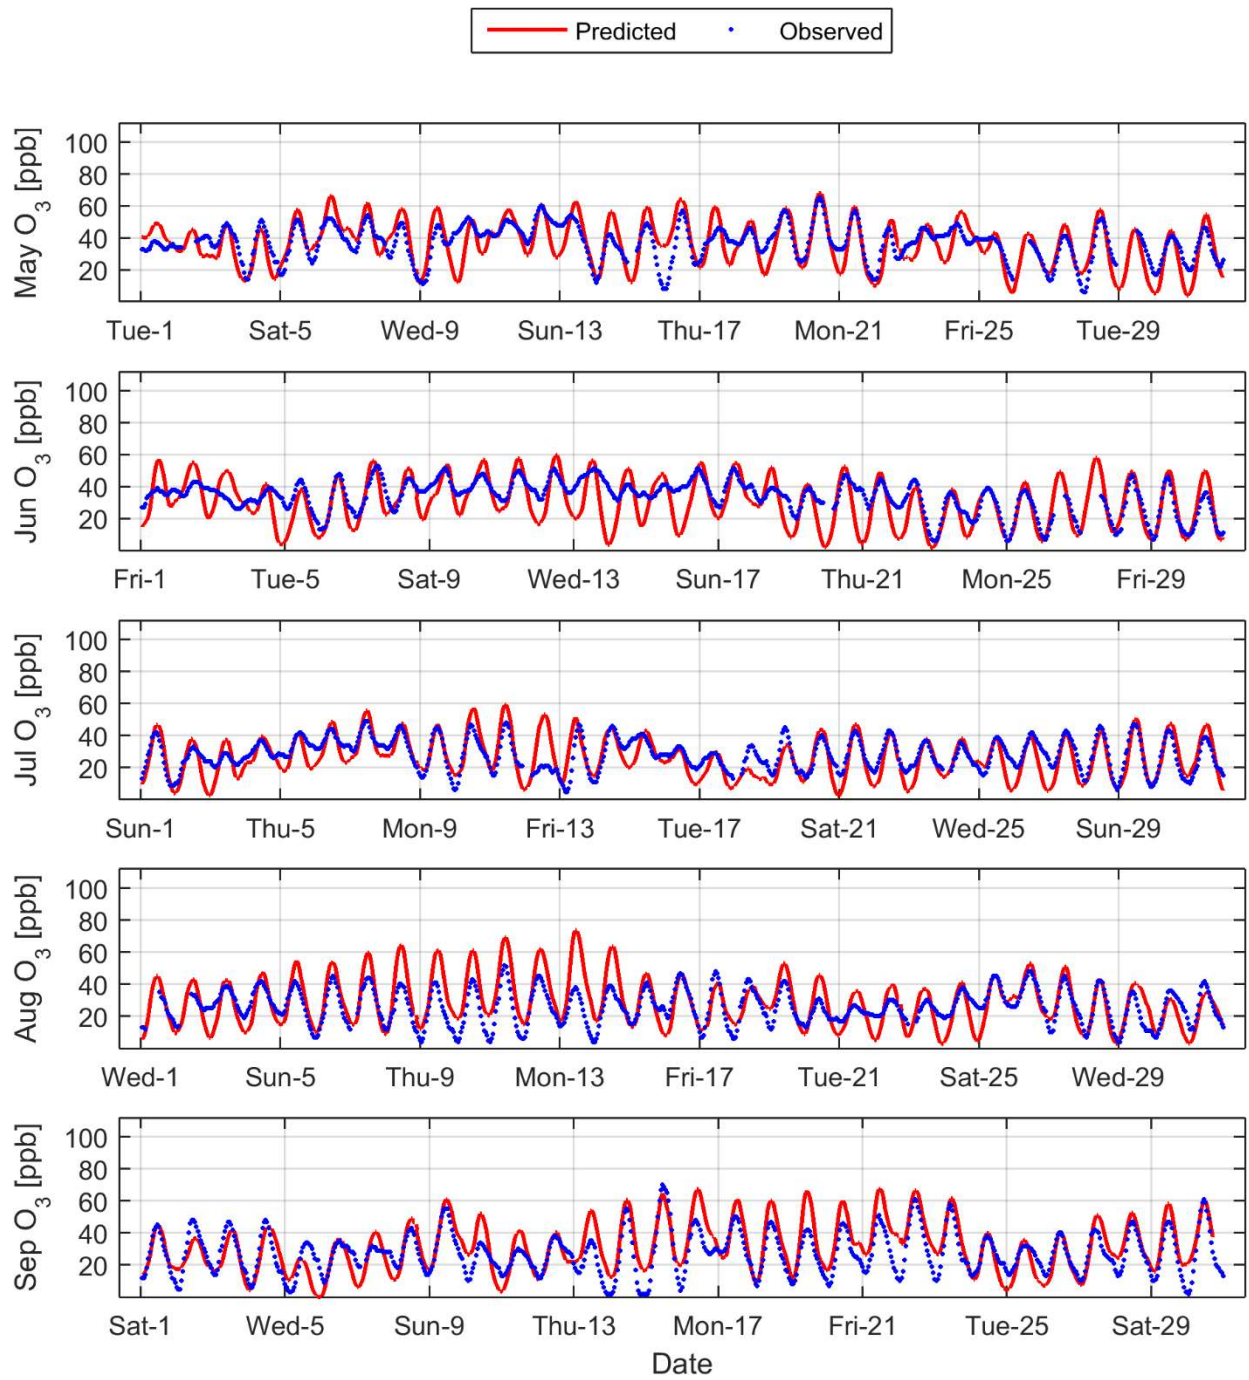 Predicted Observed
May O3 [ppb]
100
80
60
40
20
Tue-1 Sat-5 Wed-9 Sun-13 Thu-17 Mon-21 Fri-25 Tue-29
Jun O3 [ppb]
100
80
60
40
20
Fri-1 Tue-5 Sat-9 Wed-13 Sun-17 Thu-21 Mon-25 Fri-29
Jul O3 [ppb]
100
80
60
40
20
Sun-1 Thu-5 Mon-9 Fri-13 Tue-17 Sat-21 Wed-25 Sun-29
Aug O3 [ppb]
100
80
60
40
20
Wed-1 Sun-5 Thu-9 Mon-13 Fri-17 Tue-21 Sat-25 Wed-29
Sep O3 [ppb]
100
80
60
40
20
Sat-1 Wed-5 Sun-9 Thu-13 Mon-17 Fri-21 Tue-25 Sat-29
Date